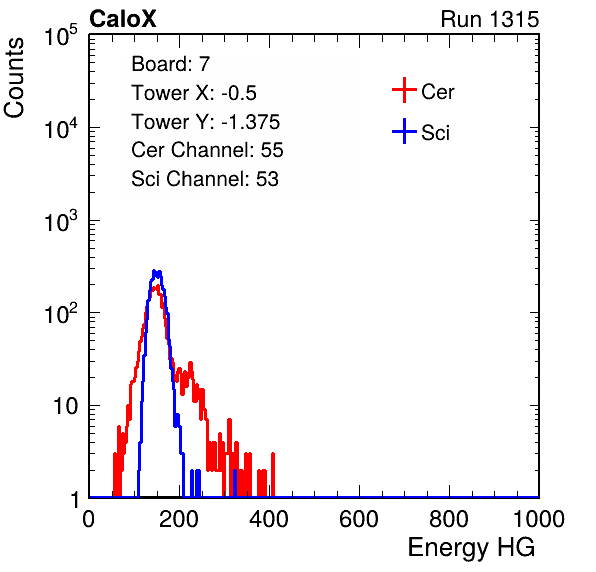 CaloX Run 1315
Counts
Board: 7
Tower X: -0.5
Tower Y: -1.375
Cer Channel: 55
Sci Channel: 53
Cer
Sci
10^5
10^4
10^3
10^2
10
1
0 200 400 600 800 1000
Energy HG